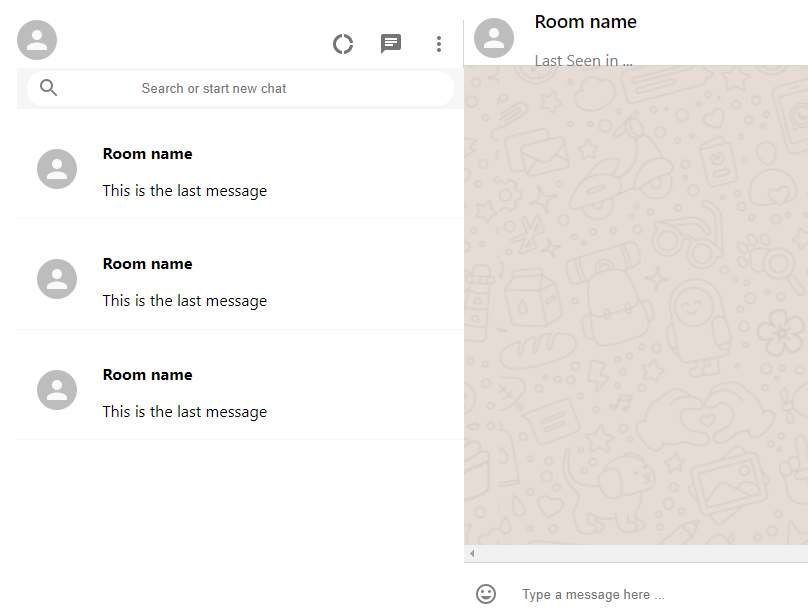 Room name
Last Seen in ...
Search or start new chat
Room name
This is the last message
Room name
This is the last message
Room name
This is the last message
Type a message here ...